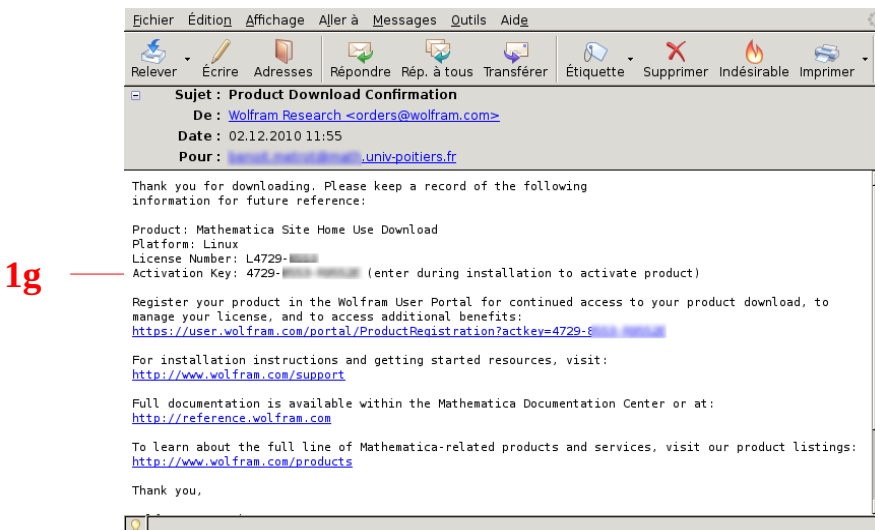 Fichier Édition Affichage Aller à Messages Outils Aide
Relever Écrire Adresses Répondre Rép. à tous Transférer Étiquette Supprimer Indésirable Imprimer
Sujet : Product Download Confirmation
De : Wolfram Research <orders@wolfram.com>
Date : 02.12.2010 11:55
Pour : .univ-poitiers.fr
Thank you for downloading. Please keep a record of the following
information for future reference:
Product: Mathematica Site Home Use Download
Platform: Linux
License Number: L4729-
1g
Activation Key: 4729- (enter during installation to activate product)
Register your product in the Wolfram User Portal for continued access to your product download, to
manage your license, and to access additional benefits:
https://user.wolfram.com/portal/ProductRegistration?actkey=4729-
For installation instructions and getting started resources, visit:
http://www.wolfram.com/support
Full documentation is available within the Mathematica Documentation Center or at:
http://reference.wolfram.com
To learn about the full line of Mathematica-related products and services, visit our product listings:
http://www.wolfram.com/products
Thank you,